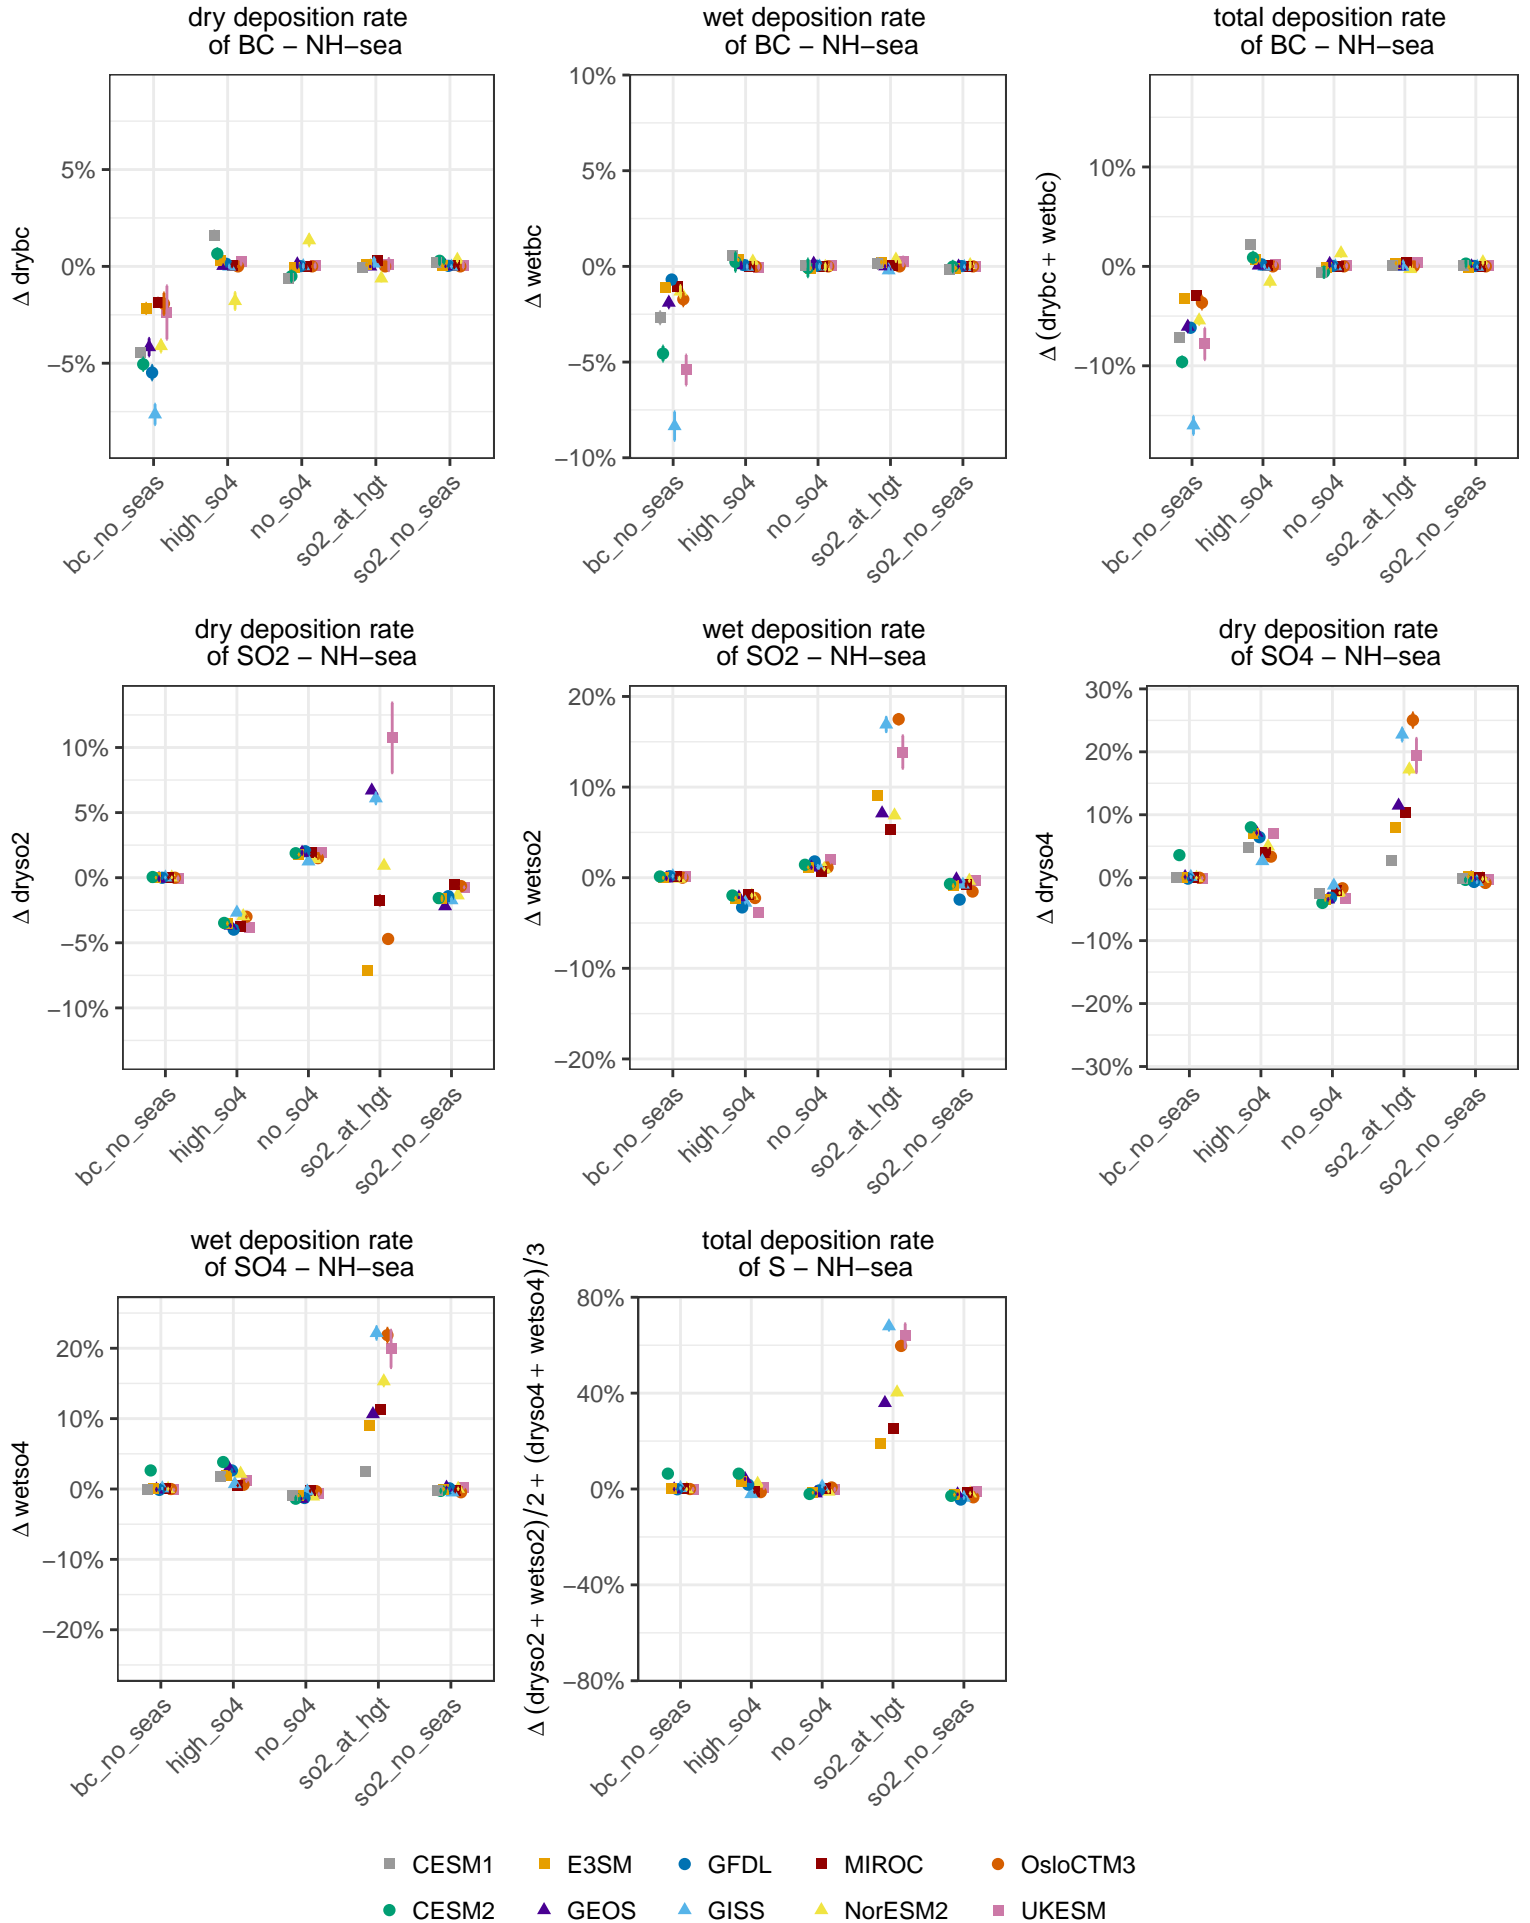 dry deposition rate
of BC − NH−sea
Δ drybc
5%
0%
−5%
bc_no_seas
high_so4
no_so4
so2_at_hgt
so2_no_seas
wet deposition rate
of BC − NH−sea
Δ wetbc
10%
5%
0%
−5%
−10%
bc_no_seas
high_so4
no_so4
so2_at_hgt
so2_no_seas
total deposition rate
of BC − NH−sea
Δ (drybc + wetbc)
10%
0%
−10%
bc_no_seas
high_so4
no_so4
so2_at_hgt
so2_no_seas
dry deposition rate
of SO2 − NH−sea
Δ dryso2
10%
5%
0%
−5%
−10%
bc_no_seas
high_so4
no_so4
so2_at_hgt
so2_no_seas
wet deposition rate
of SO2 − NH−sea
Δ wetso2
20%
10%
0%
−10%
−20%
bc_no_seas
high_so4
no_so4
so2_at_hgt
so2_no_seas
dry deposition rate
of SO4 − NH−sea
Δ dryso4
30%
20%
10%
0%
−10%
−20%
−30%
bc_no_seas
high_so4
no_so4
so2_at_hgt
so2_no_seas
wet deposition rate
of SO4 − NH−sea
Δ wetso4
20%
10%
0%
−10%
−20%
bc_no_seas
high_so4
no_so4
so2_at_hgt
so2_no_seas
total deposition rate
of S − NH−sea
Δ (dryso2 + wetso2)/2 + (dryso4 + wetso4)/3
80%
40%
0%
−40%
−80%
bc_no_seas
high_so4
no_so4
so2_at_hgt
so2_no_seas
CESM1 E3SM GFDL MIROC OsloCTM3
CESM2 GEOS GISS NorESM2 UKESM